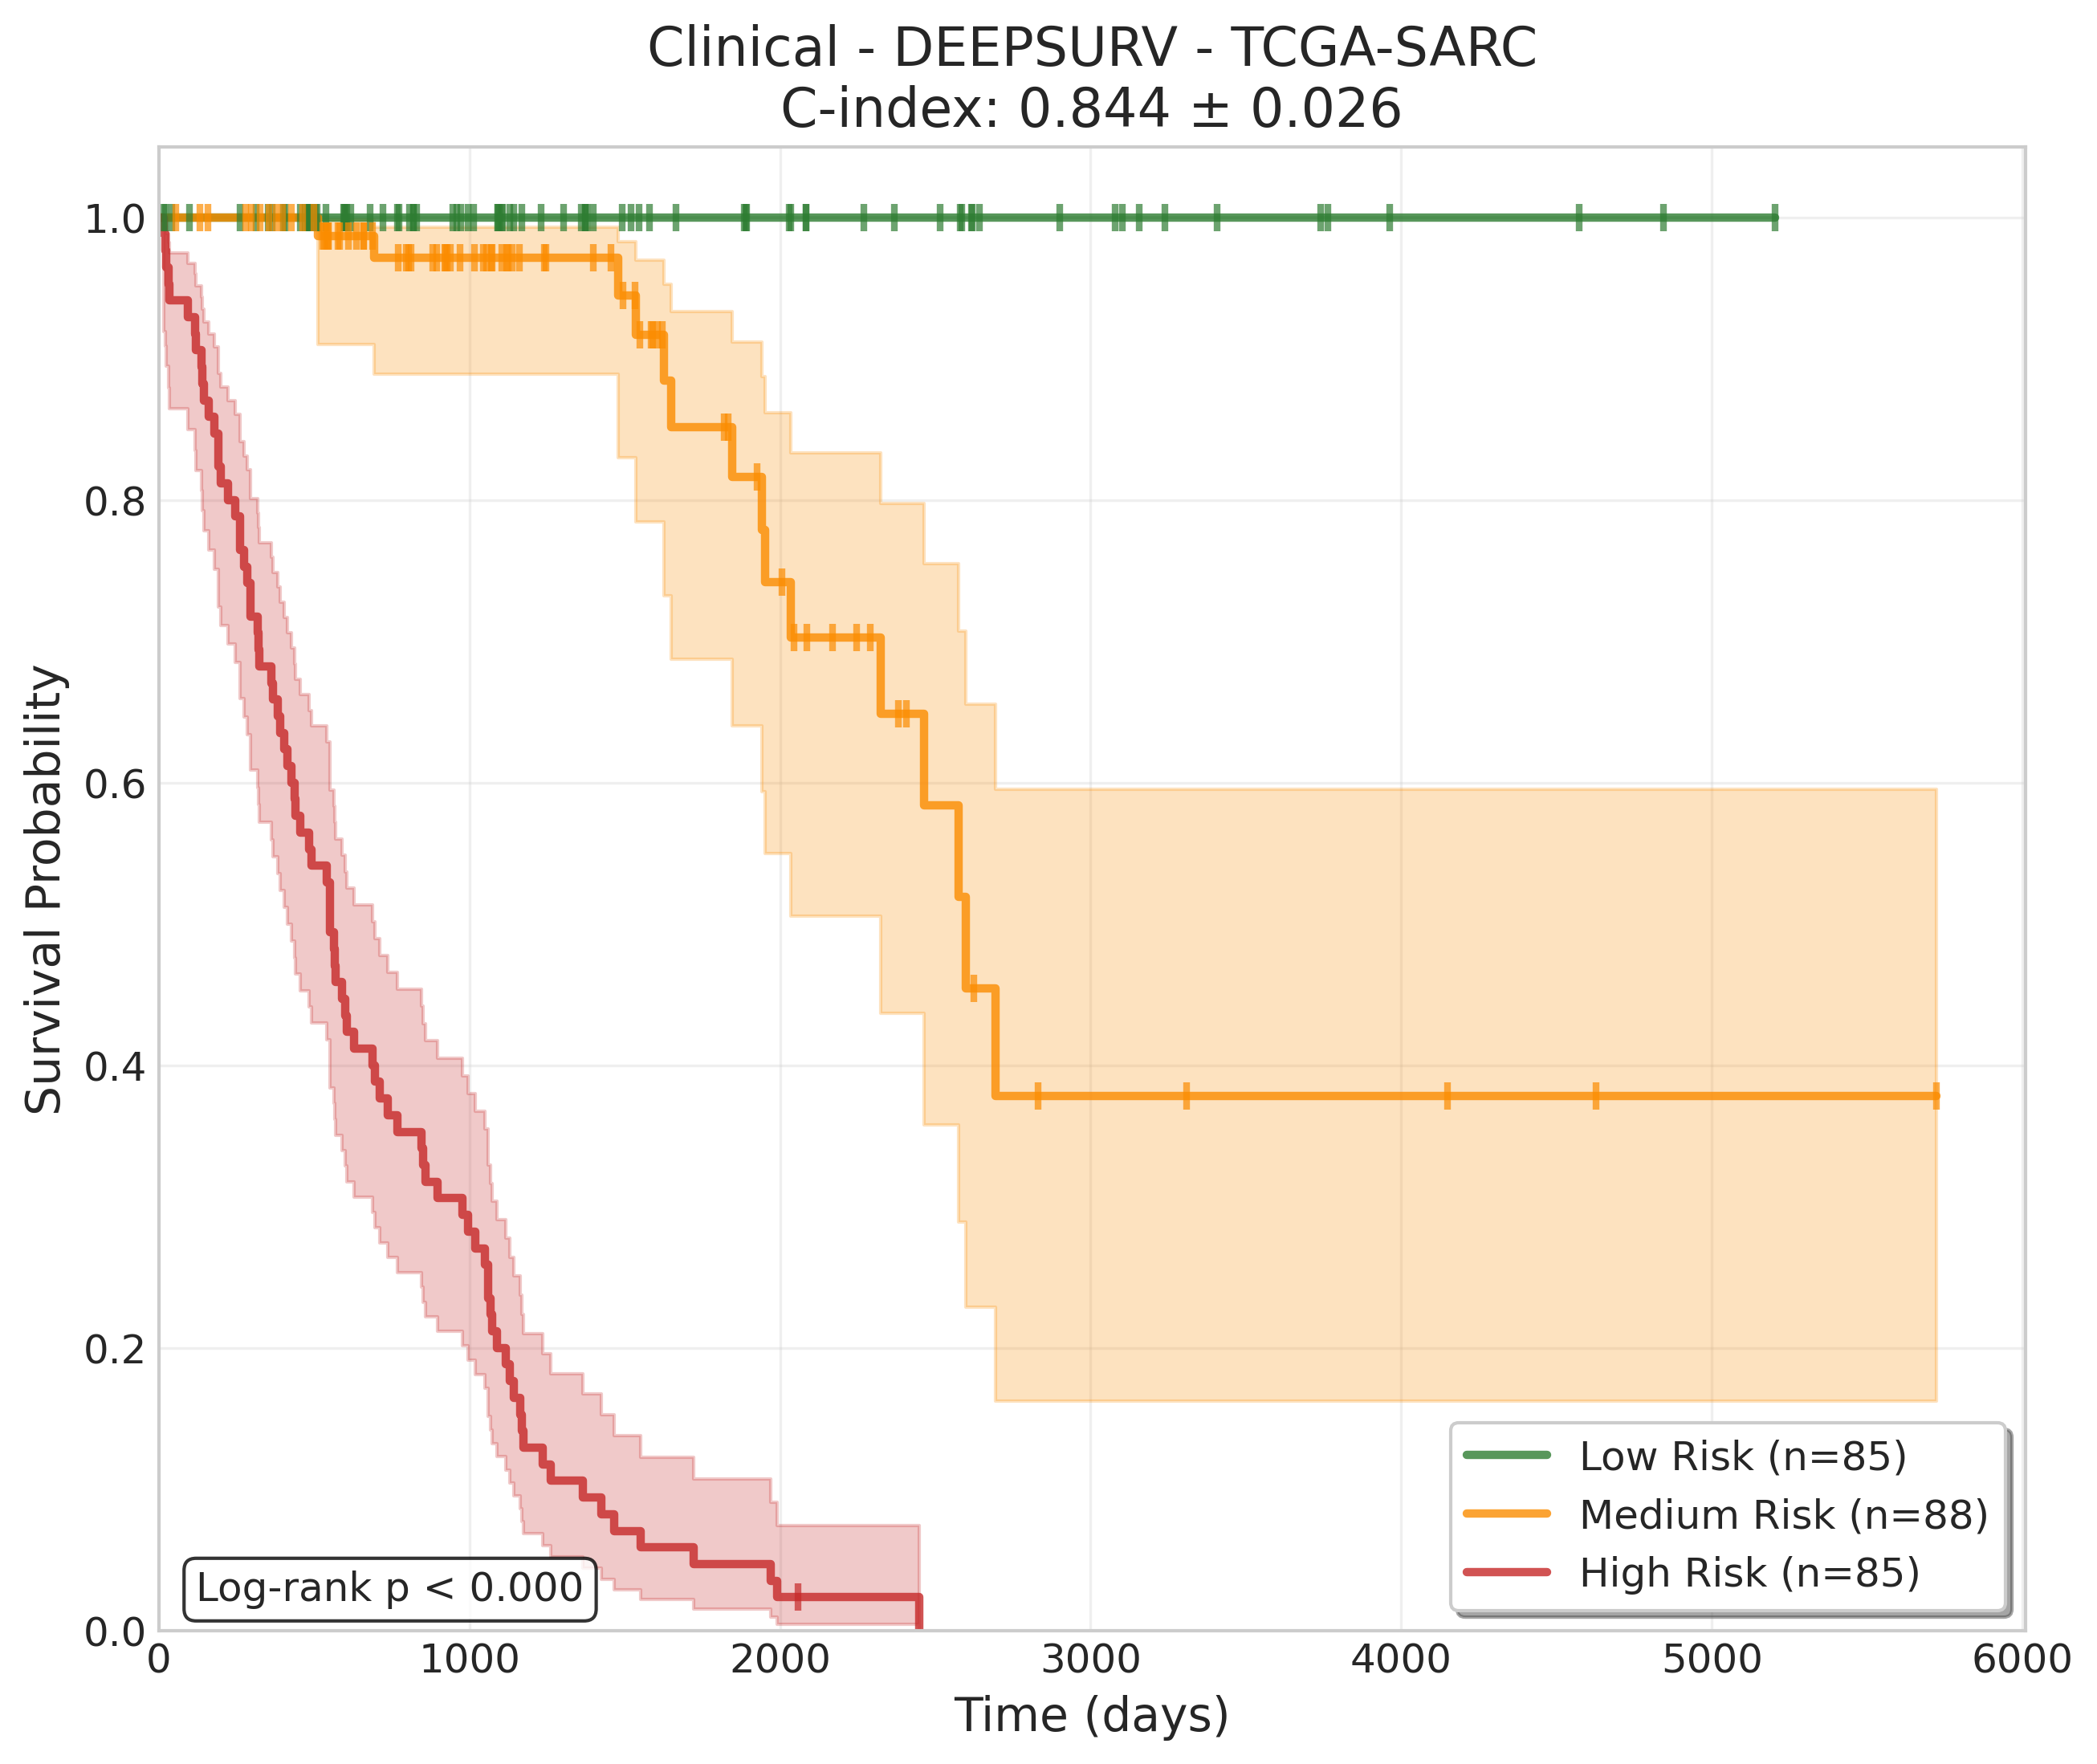 Clinical - DEEPSURV - TCGA-SARC
C-index: 0.844 ± 0.026
Survival Probability
1.0
0.8
0.6
0.4
0.2
0.0
Log-rank p < 0.000
Low Risk (n=85)
Medium Risk (n=88)
High Risk (n=85)
0 1000 2000 3000 4000 5000 6000
Time (days)